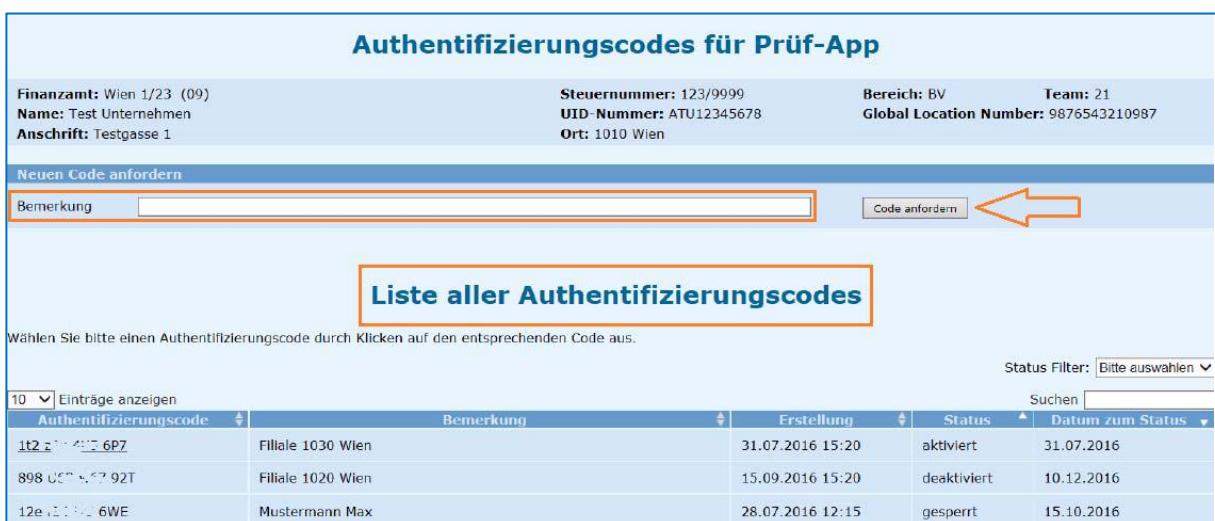 Authentifizierungscodes für Prüf-App
Finanzamt: Wien 1/23 (09) Steuernummer: 123/9999 Bereich: BV Team: 21
Name: Test Unternehmen UID-Nummer: ATU12345678 Global Location Number: 9876543210987
Anschrift: Testgasse 1 Ort: 1010 Wien
Neuen Code anfordern
Bemerkung Code anfordern
Liste aller Authentifizierungscodes
Wählen Sie bitte einen Authentifizierungscode durch Klicken auf den entsprechenden Code aus.
Status Filter: Bitte auswählen
10 Einträge anzeigen Suchen
Authentifizierungscode Bemerkung Erstellung Status Datum zum Status
1t2 6P7 Filiale 1030 Wien 31.07.2016 15:20 aktiviert 31.07.2016
898 92T Filiale 1020 Wien 15.09.2016 15:20 deaktiviert 10.12.2016
12e 6WE Mustermann Max 28.07.2016 12:15 gesperrt 15.10.2016